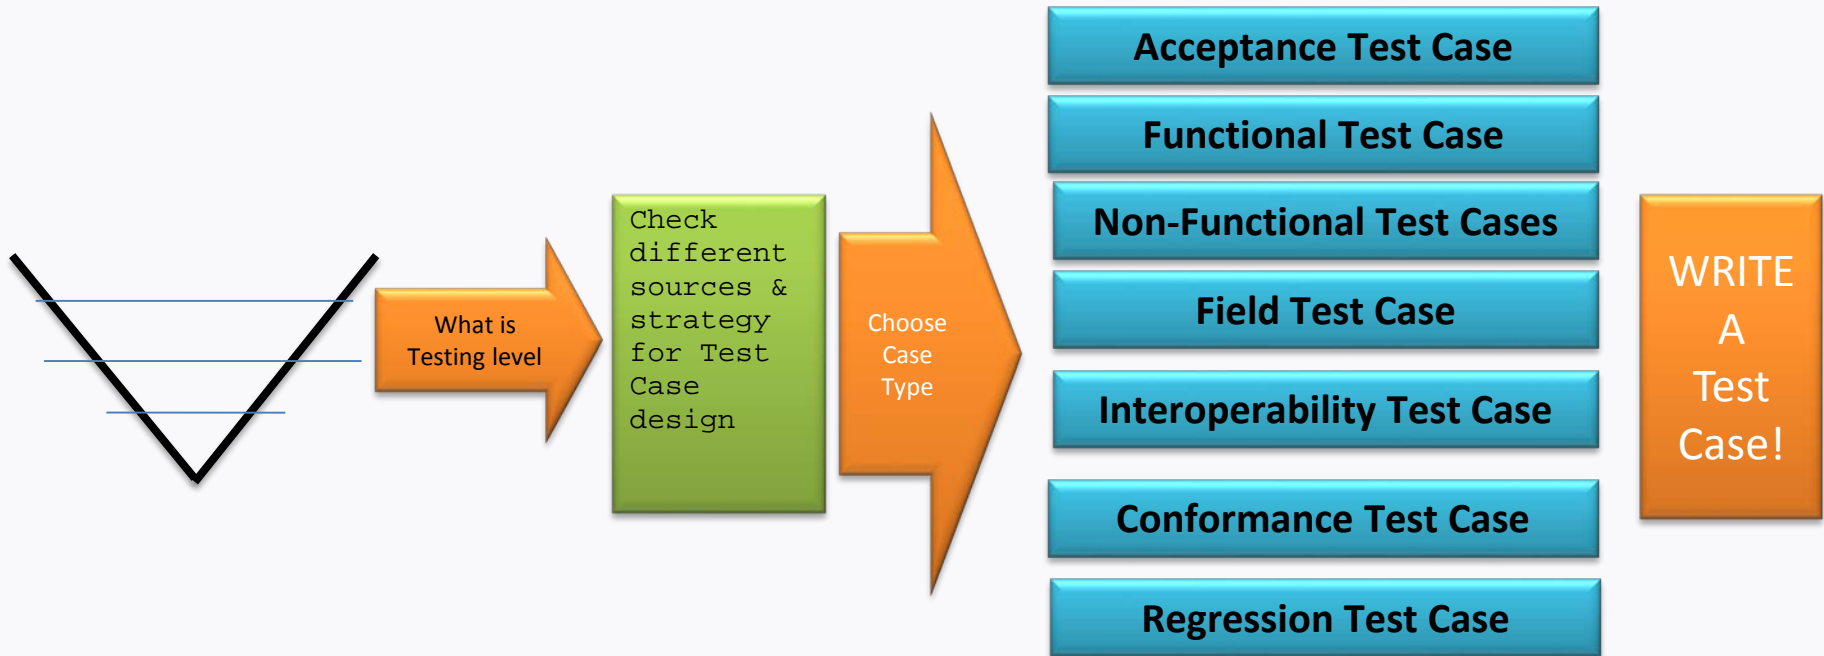 What is
Testing level
Check
different
sources &
strategy
for Test
Case
design
Choose
Case
Type
Acceptance Test Case
Functional Test Case
Non-Functional Test Cases
Field Test Case
Interoperability Test Case
Conformance Test Case
Regression Test Case
WRITE
A
Test
Case!